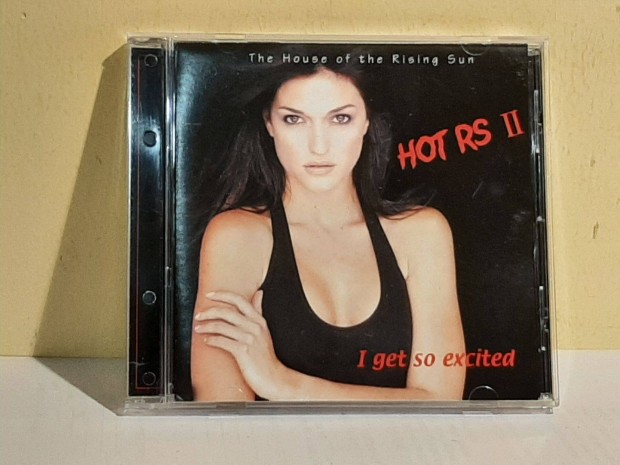 The House of the Rising Sun
HOT RS II
I get so excited